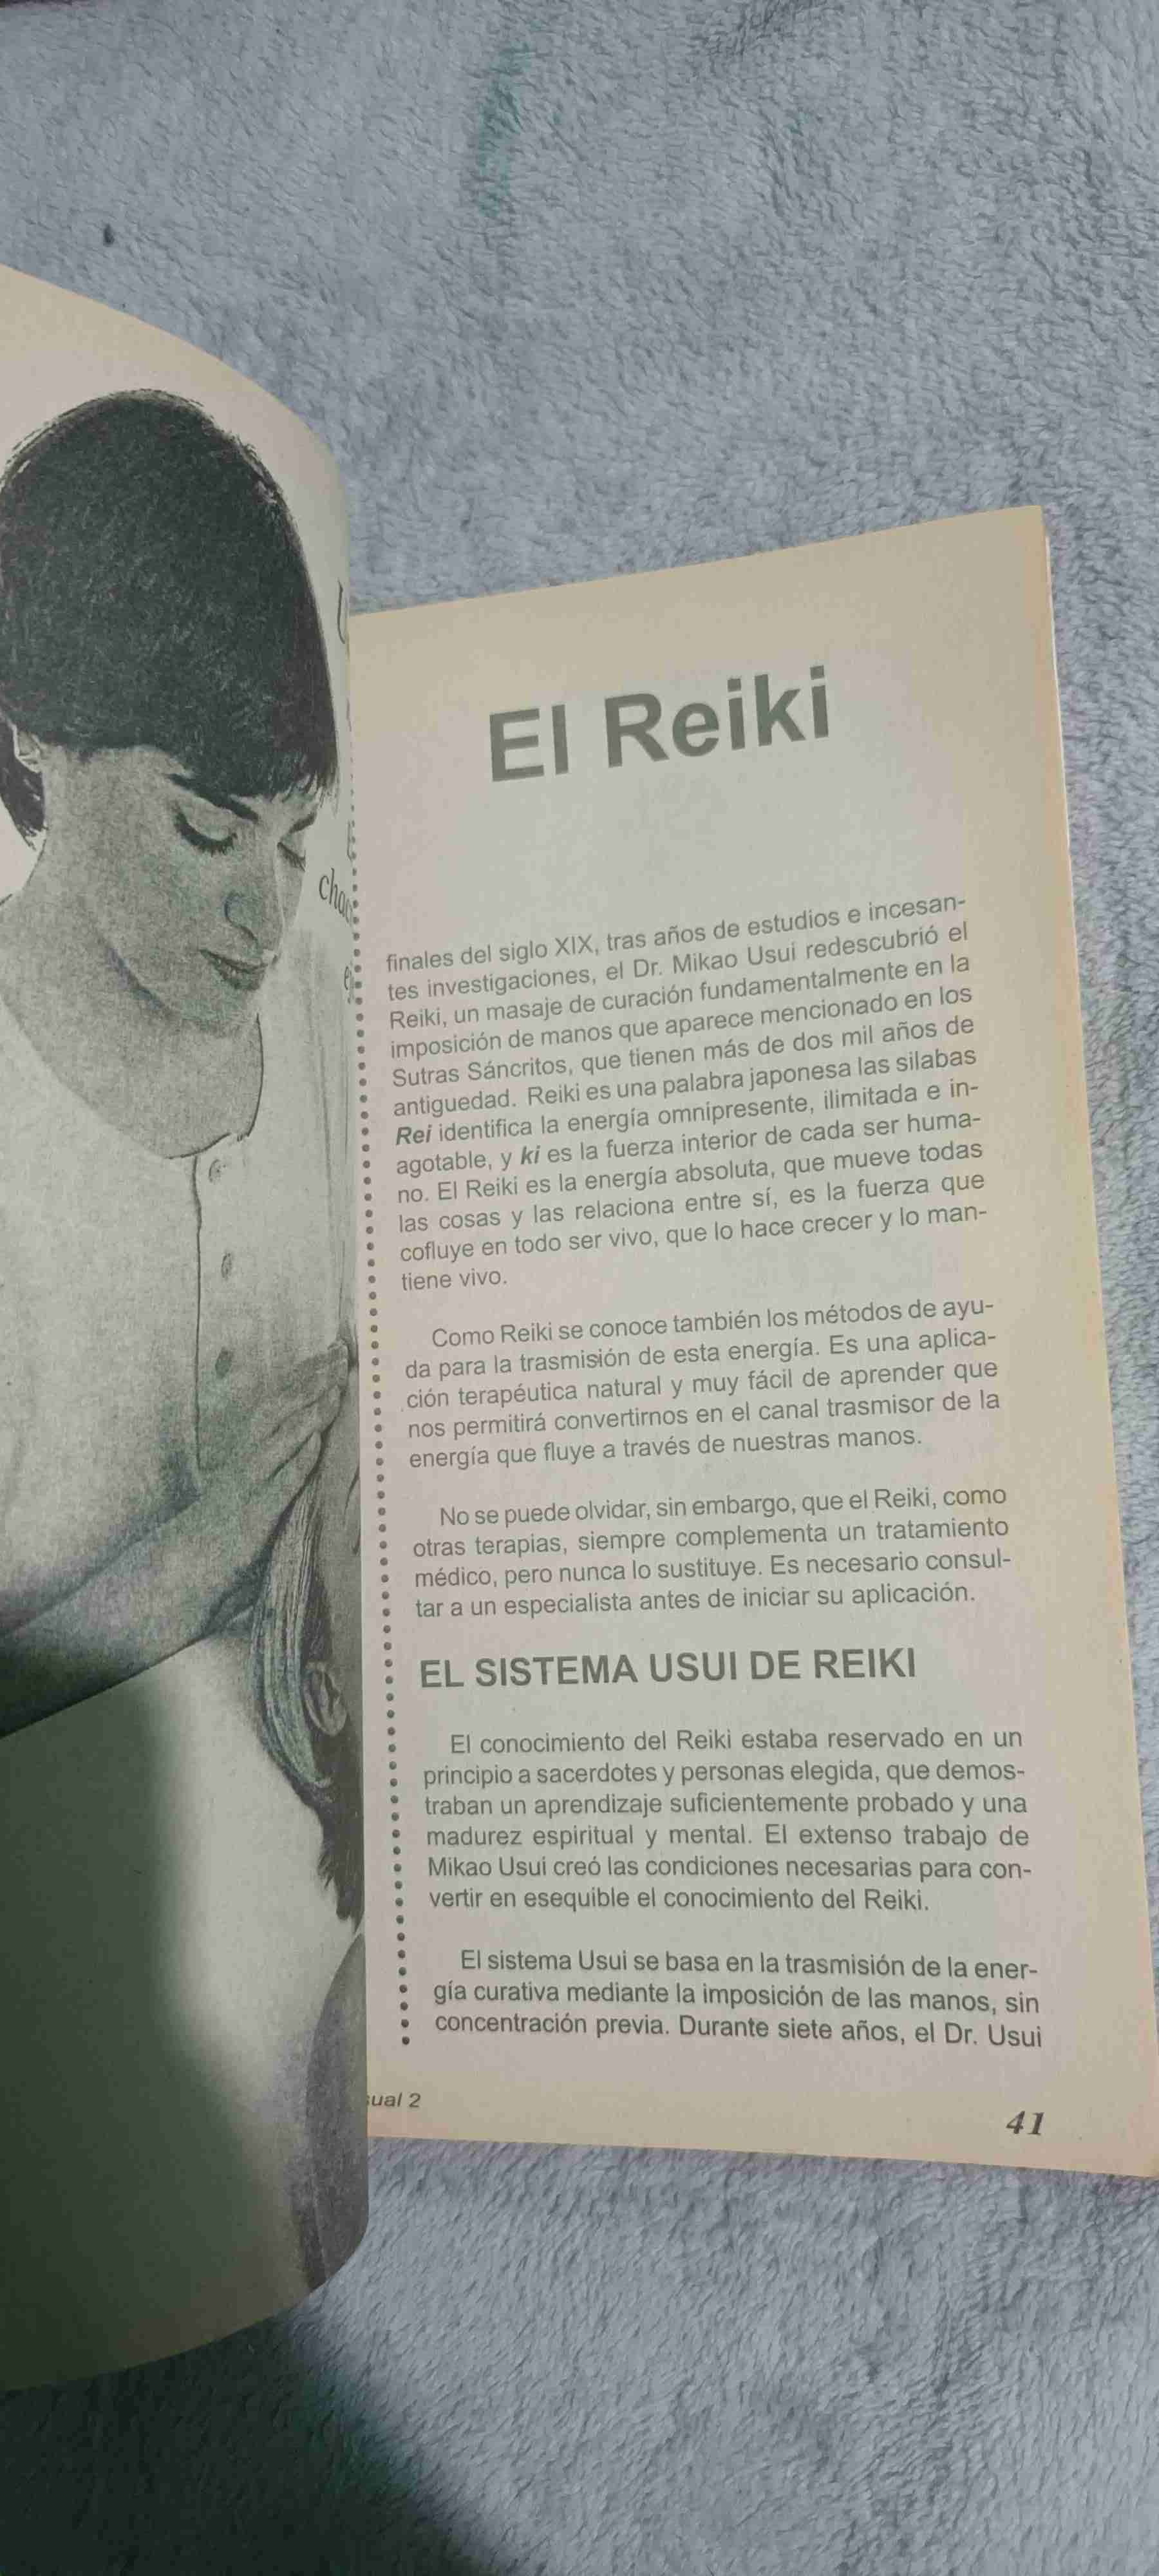 El Reiki
finales del siglo XIX, tras años de estudios e incesan-
tes investigaciones, el Dr. Mikao Usui redescubrió el
Reiki, un masaje de curación fundamentalmente en la
imposición de manos que aparece mencionado en los
Sutras Sáncritos, que tienen más de dos mil años de
antiguedad. Reiki es una palabra japonesa las silabas
Rei identifica la energía omnipresente, ilimitada e in-
agotable, y ki es la fuerza interior de cada ser huma-
no. El Reiki es la energía absoluta, que mueve todas
las cosas y las relaciona entre sí, es la fuerza que
cofluye en todo ser vivo, que lo hace crecer y lo man-
tiene vivo.
Como Reiki se conoce también los métodos de ayu-
da para la trasmisión de esta energía. Es una aplica-
ción terapéutica natural y muy fácil de aprender que
nos permitirá convertirnos en el canal trasmisor de la
energía que fluye a través de nuestras manos.
No se puede olvidar, sin embargo, que el Reiki, como
otras terapias, siempre complementa un tratamiento
médico, pero nunca lo sustituye. Es necesario consul-
tar a un especialista antes de iniciar su aplicación.
EL SISTEMA USUI DE REIKI
El conocimiento del Reiki estaba reservado en un
principio a sacerdotes y personas elegida, que demos-
traban un aprendizaje suficientemente probado y una
madurez espiritual y mental. El extenso trabajo de
Mikao Usui creó las condiciones necesarias para con-
vertir en esequible el conocimiento del Reiki.
El sistema Usui se basa en la trasmisión de la ener-
gía curativa mediante la imposición de las manos, sin
concentración previa. Durante siete años, el Dr. Usui
sual 2
41